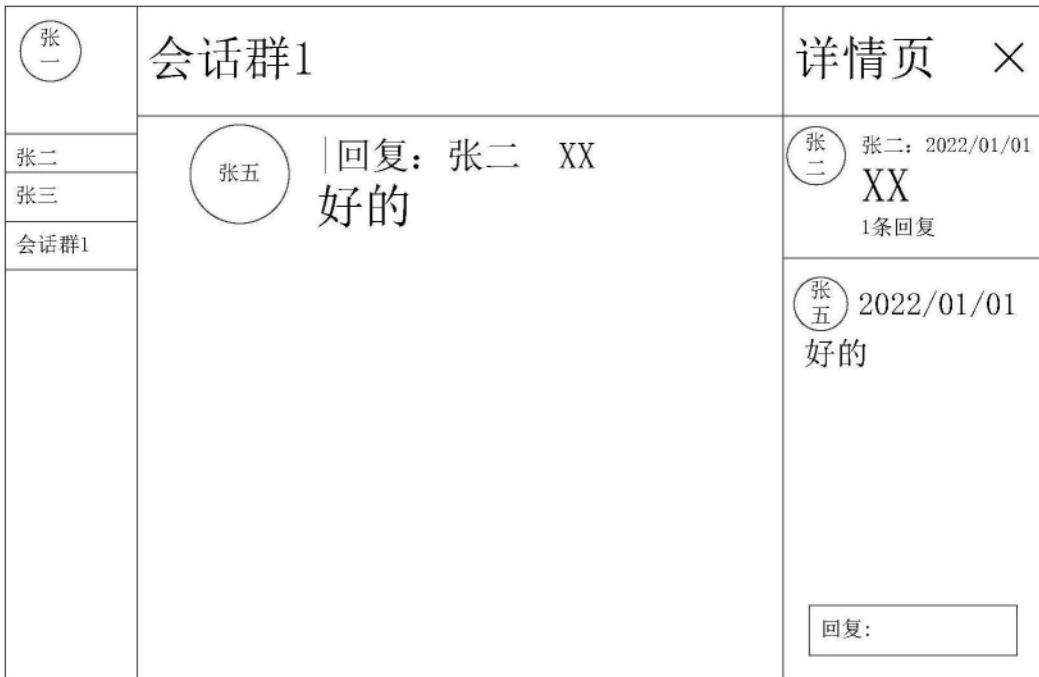 张
一
张二
张三
会话群1
会话群1
张五
|回复：张二 XX
好的
详情页 ×
张
二
张二：2022/01/01
XX
1条回复
张
五
2022/01/01
好的
回复: